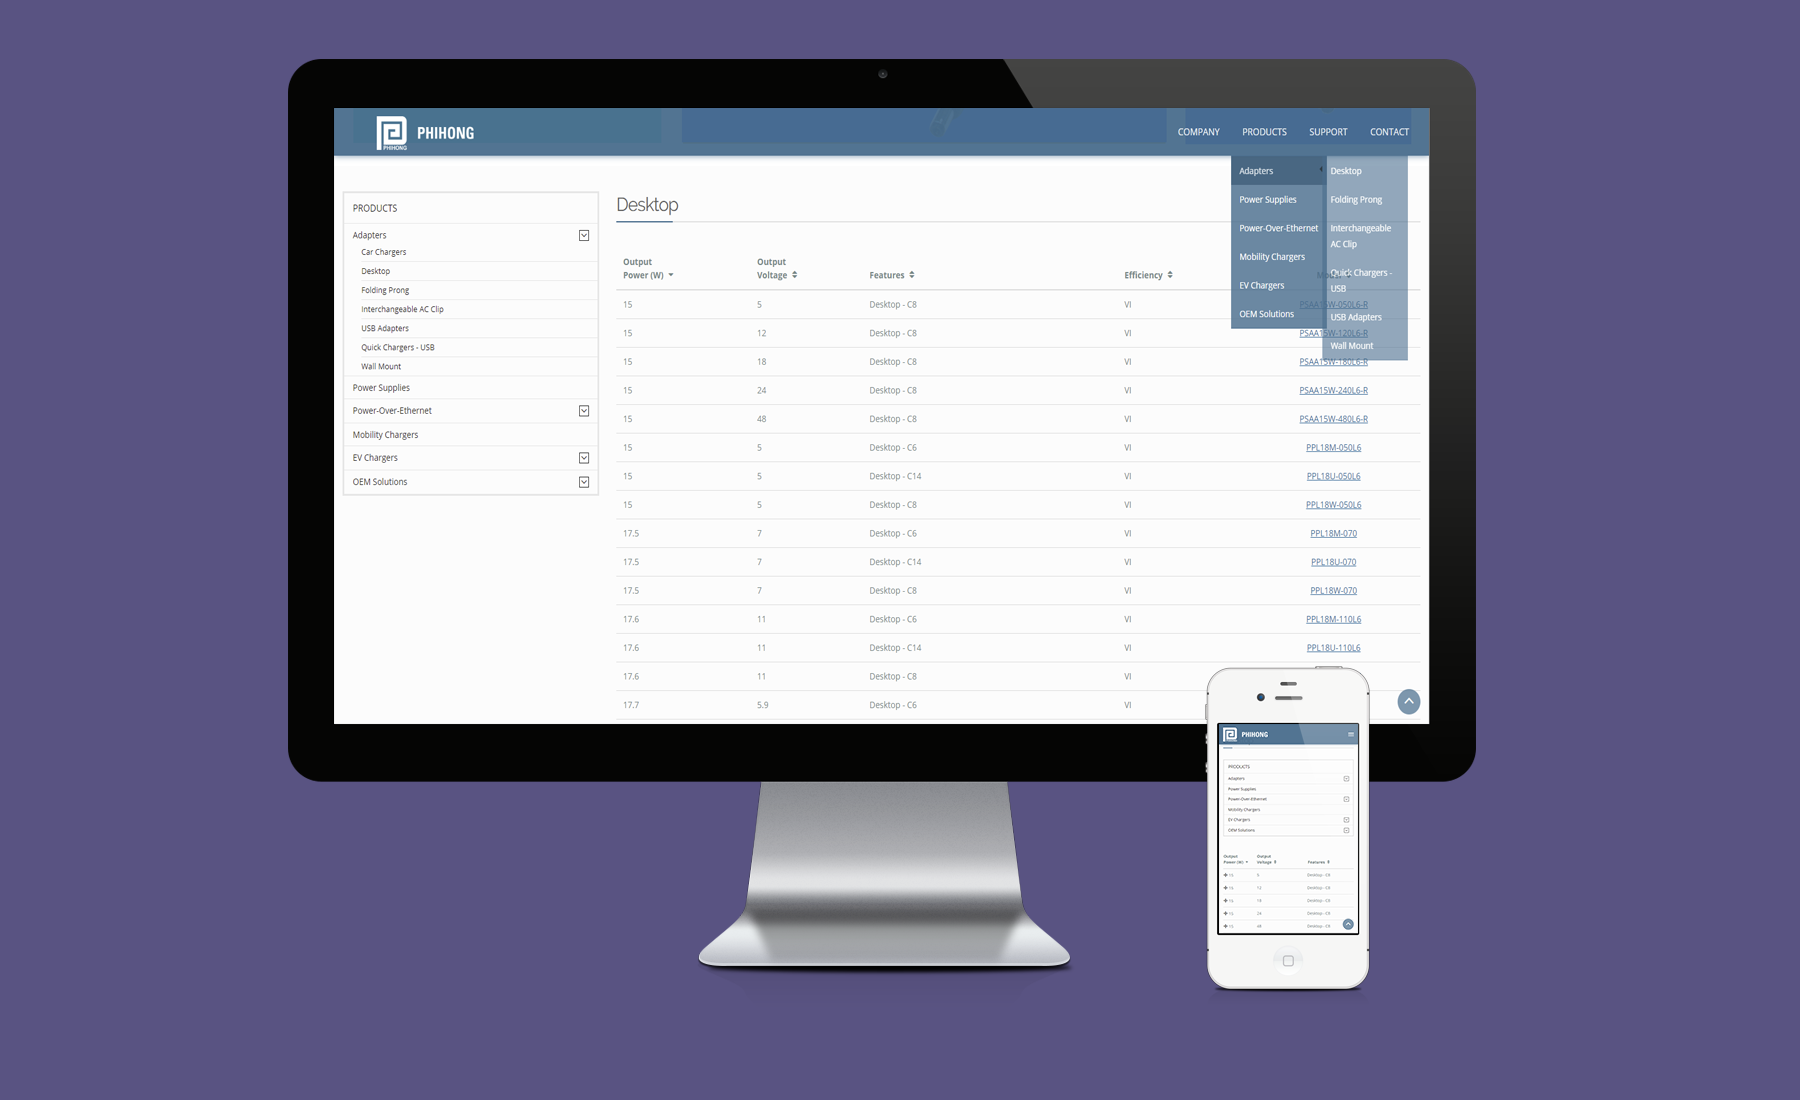 PHIHONG
PHIHONG
COMPANY PRODUCTS SUPPORT CONTACT
Adapters
Power Supplies
Power-Over-Ethernet
Mobility Chargers
EV Chargers
OEM Solutions
Desktop
Folding Prong
Interchangeable
AC Clip
Quick Chargers -
USB
USB Adapters
Wall Mount
PRODUCTS
Adapters
Car Chargers
Desktop
Folding Prong
Interchangeable AC Clip
USB Adapters
Quick Chargers - USB
Wall Mount
Power Supplies
Power-Over-Ethernet
Mobility Chargers
EV Chargers
OEM Solutions
Desktop
Output Power (W) Output Voltage Features Efficiency
15 5 Desktop - C8 VI PSAA15W-050L6-R
15 12 Desktop - C8 VI PSAA15W-120L6-R
15 18 Desktop - C8 VI PSAA15W-180L6-R
15 24 Desktop - C8 VI PSAA15W-240L6-R
15 48 Desktop - C8 VI PSAA15W-480L6-R
15 5 Desktop - C6 VI PPL18M-050L6
15 5 Desktop - C14 VI PPL18U-050L6
15 5 Desktop - C8 VI PPL18W-050L6
17.5 7 Desktop - C6 VI PPL18M-070
17.5 7 Desktop - C14 VI PPL18U-070
17.5 7 Desktop - C8 VI PPL18W-070
17.6 11 Desktop - C6 VI PPL18M-110L6
17.6 11 Desktop - C14 VI PPL18U-110L6
17.6 11 Desktop - C8 VI
17.7 5.9 Desktop - C6 VI
PHIHONG
PRODUCTS
Adapters
Power Supplies
Power-Over-Ethernet
Mobility Chargers
EV Chargers
OEM Solutions
Output Power (W) Output Voltage Features
15 5 Desktop - C8
15 12 Desktop - C8
15 18 Desktop - C8
15 24 Desktop - C8
15 48 Desktop - C8